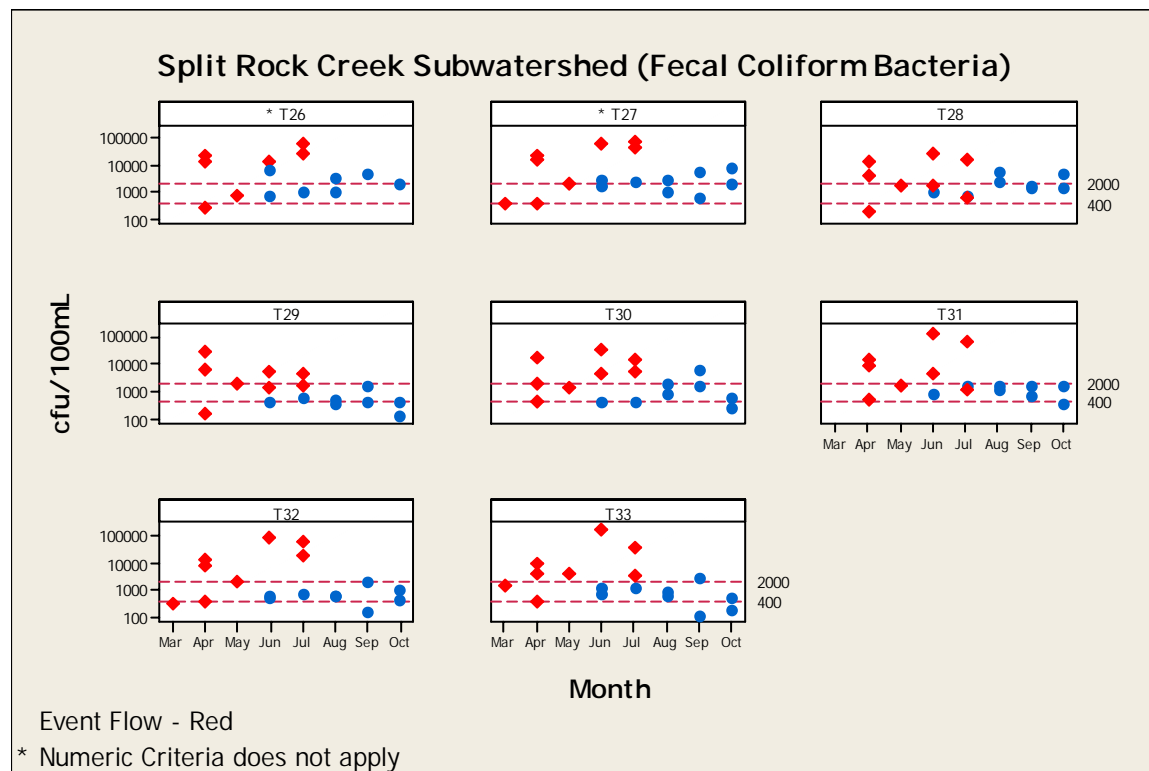 Split Rock Creek Subwatershed (Fecal Coliform Bacteria)
* T26
* T27
T28
100000
10000
1000
100
2000
400
T29
T30
T31
100000
10000
1000
100
2000
400
Mar Apr May Jun Jul Aug Sep Oct
T32
T33
100000
10000
1000
100
2000
400
Mar Apr May Jun Jul Aug Sep Oct
Mar Apr May Jun Jul Aug Sep Oct
cfu/100mL
Month
Event Flow - Red
* Numeric Criteria does not apply